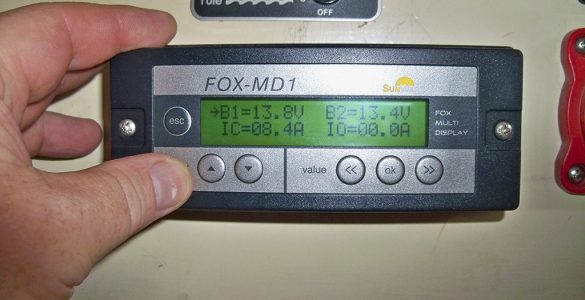 rule
OFF
FOX-MD1
SUN
esc
→B1=13.8V B2=13.4V
IC=08.4A IO=00.0A
FOX
MULTI
DISPLAY
value
<<
ok
>>